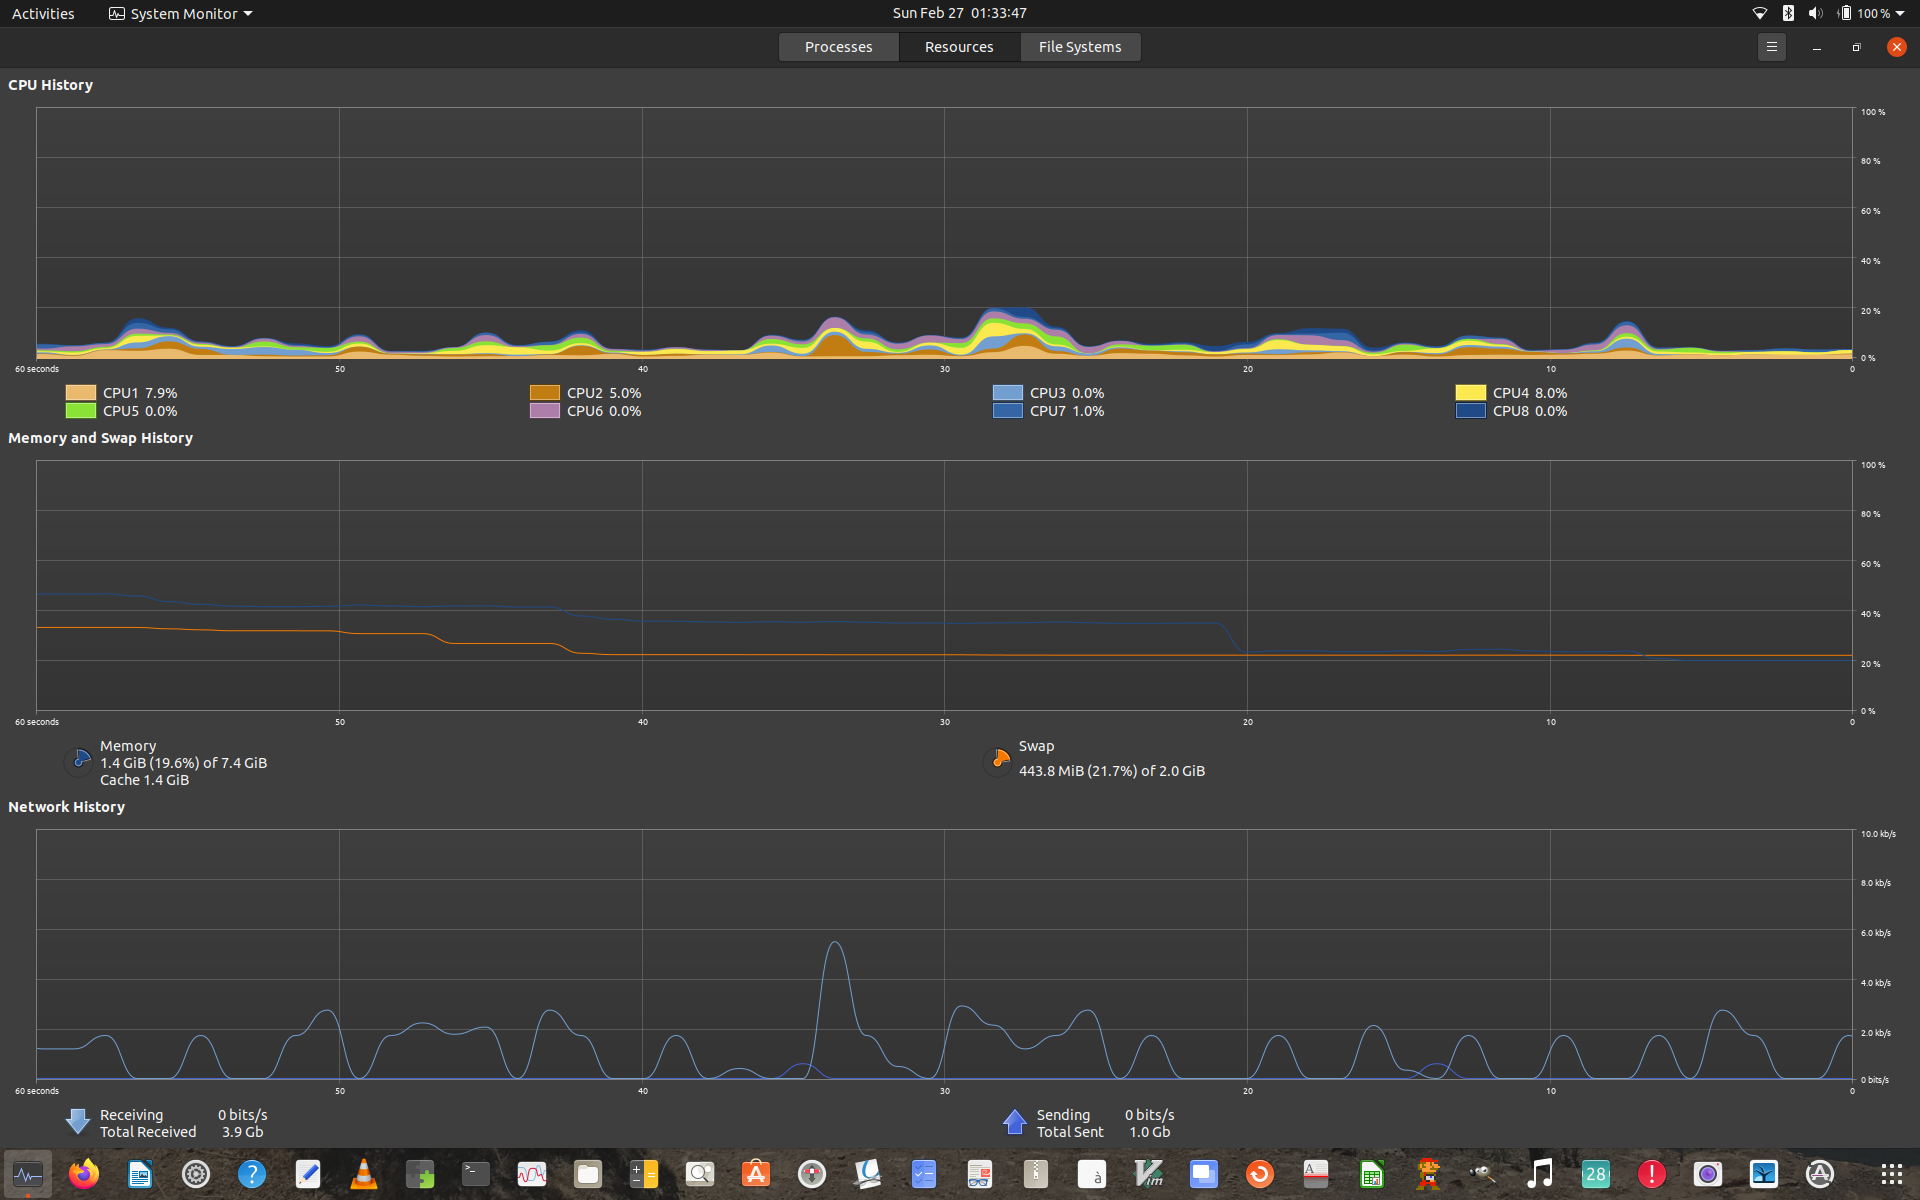 Activities System Monitor Sun Feb 27 01:33:47 100 %
Processes Resources File Systems
CPU History
100 %
80 %
60 %
40 %
20 %
0 %
60 seconds 50 40 30 20 10 0
CPU1 7.9% CPU2 5.0% CPU3 0.0% CPU4 8.0%
CPU5 0.0% CPU6 0.0% CPU7 1.0% CPU8 0.0%
Memory and Swap History
100 %
80 %
60 %
40 %
20 %
0 %
60 seconds 50 40 30 20 10 0
Memory
1.4 GiB (19.6%) of 7.4 GiB
Cache 1.4 GiB
Swap
443.8 MiB (21.7%) of 2.0 GiB
Network History
10.0 kb/s
8.0 kb/s
6.0 kb/s
4.0 kb/s
2.0 kb/s
0 bits/s
60 seconds 50 40 30 20 10 0
Receiving 0 bits/s
Total Received 3.9 Gb
Sending 0 bits/s
Total Sent 1.0 Gb
? >_ à Vim A 28 !